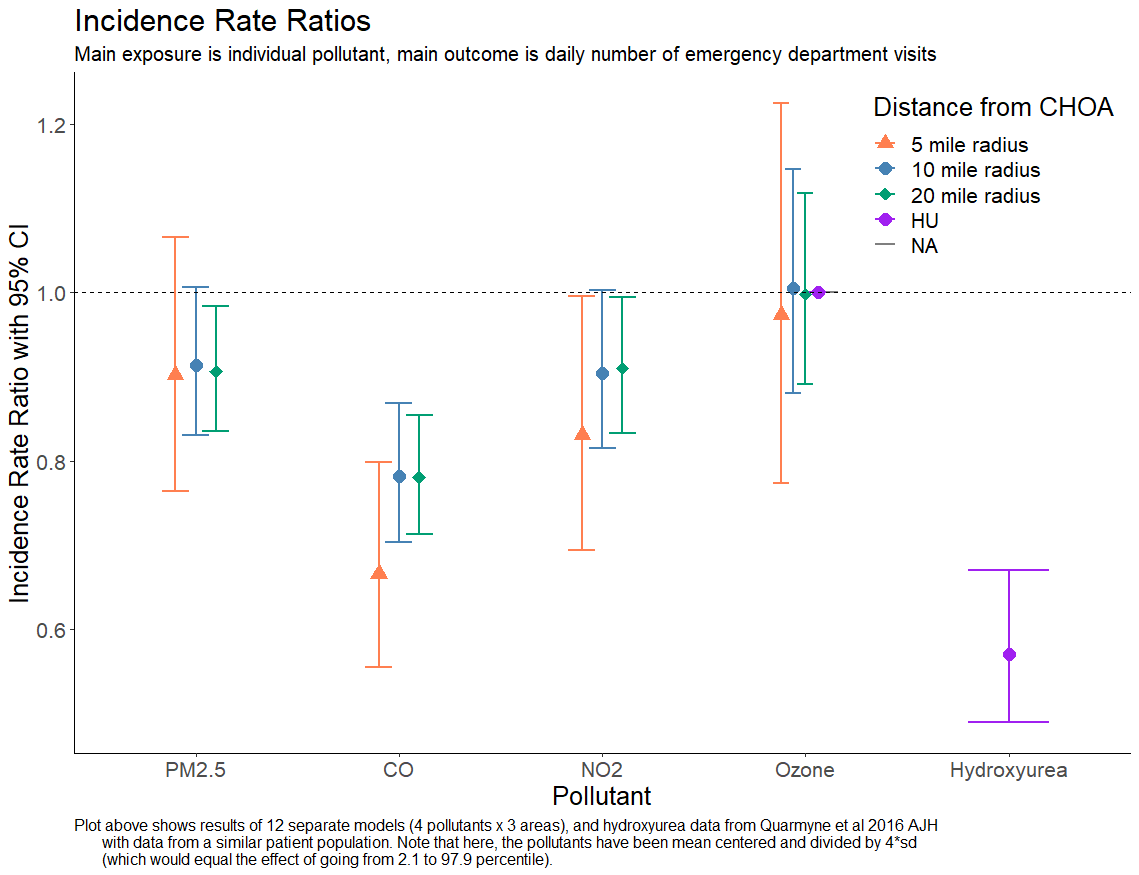 Incidence Rate Ratios
Main exposure is individual pollutant, main outcome is daily number of emergency department visits
Incidence Rate Ratio with 95% CI
1.2
1.0
0.8
0.6
Distance from CHOA
5 mile radius
10 mile radius
20 mile radius
HU
NA
PM2.5 CO NO2 Ozone Hydroxyurea
Pollutant
Plot above shows results of 12 separate models (4 pollutants x 3 areas), and hydroxyurea data from Quarmyne et al 2016 AJH
with data from a similar patient population. Note that here, the pollutants have been mean centered and divided by 4*sd
(which would equal the effect of going from 2.1 to 97.9 percentile).